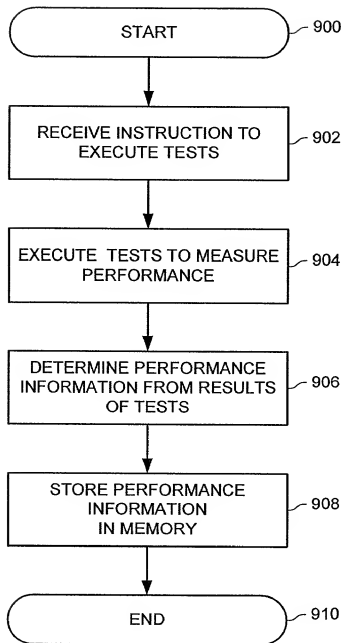 START
900
RECEIVE INSTRUCTION TO
EXECUTE TESTS
902
EXECUTE TESTS TO MEASURE
PERFORMANCE
904
DETERMINE PERFORMANCE
INFORMATION FROM RESULTS
OF TESTS
906
STORE PERFORMANCE
INFORMATION
IN MEMORY
908
END
910